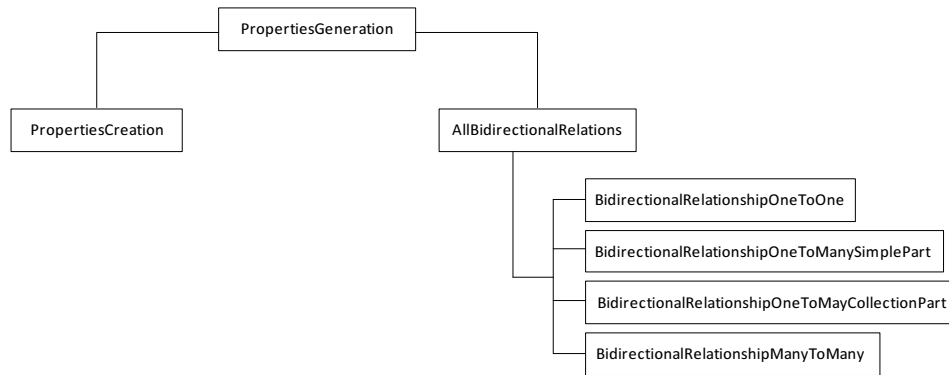 PropertiesGeneration
PropertiesCreation
AllBidirectionalRelations
BidirectionalRelationshipOneToOne
BidirectionalRelationshipOneToManySimplePart
BidirectionalRelationshipOneToMayCollectionPart
BidirectionalRelationshipManyToMany